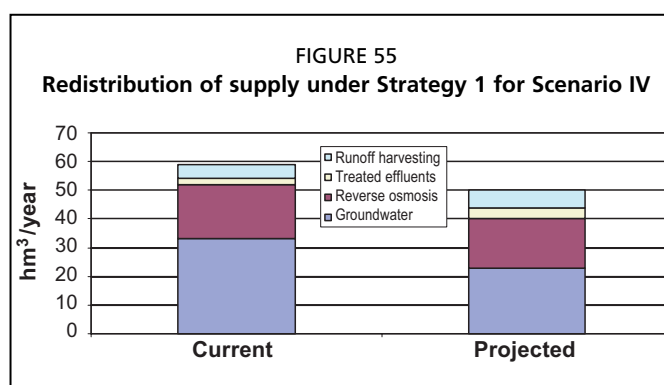 FIGURE 55
Redistribution of supply under Strategy 1 for Scenario IV
hm³/year
70
60
50
40
30
20
10
0
Runoff harvesting
Treated effluents
Reverse osmosis
Groundwater
Current
Projected